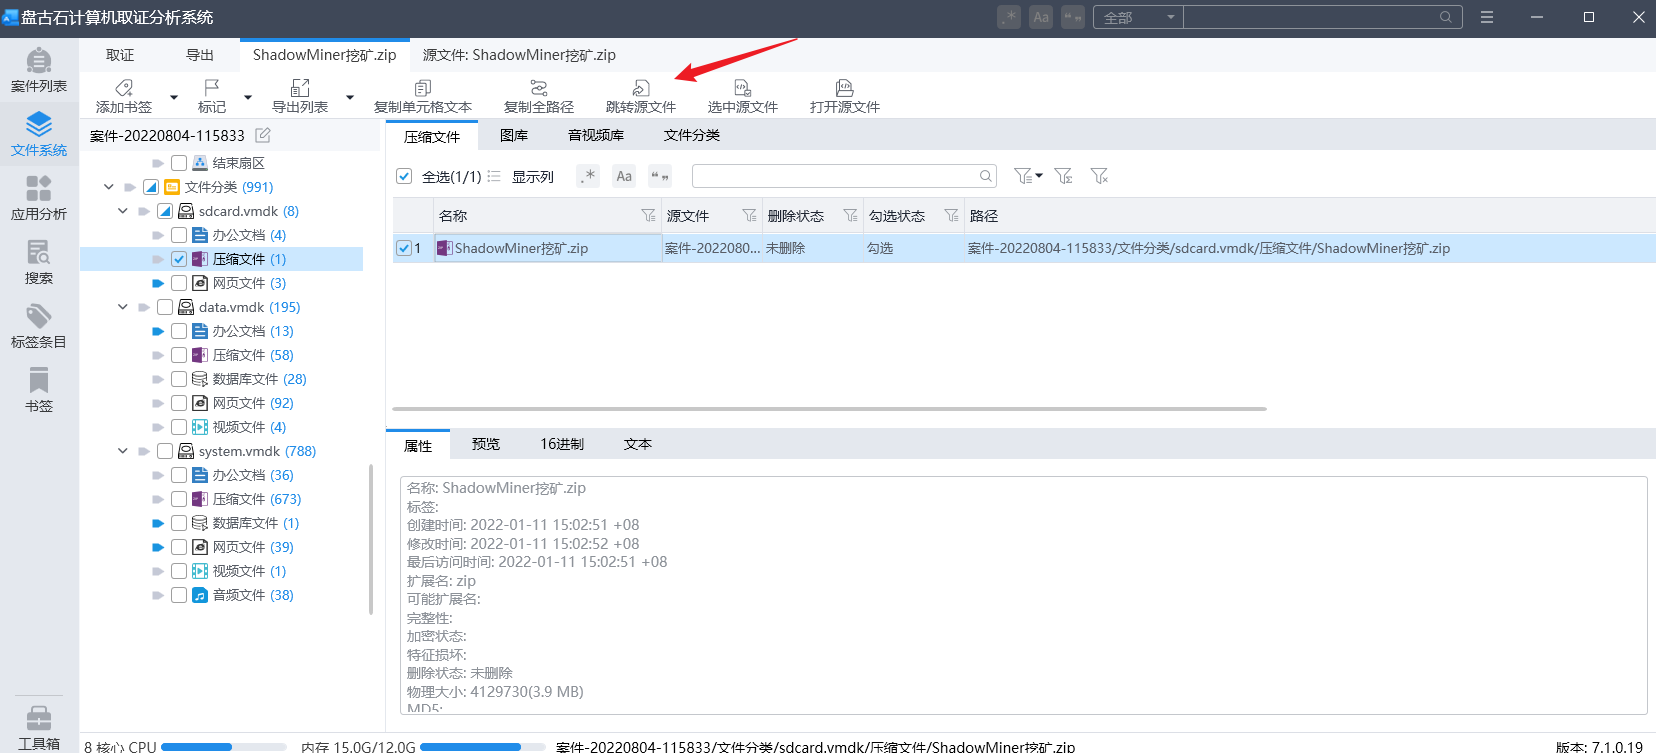 盘古石计算机取证分析系统
.* Aa 全部
案件列表
文件系统
应用分析
搜索
标签条目
书签
工具箱
取证 导出 ShadowMiner挖矿.zip 源文件: ShadowMiner挖矿.zip
添加书签 标记 导出列表 复制单元格文本 复制全路径 跳转源文件 选中源文件 打开源文件
案件-20220804-115833
结束扇区
文件分类 (991)
sdcard.vmdk (8)
办公文档 (4)
压缩文件 (1)
网页文件 (3)
data.vmdk (195)
办公文档 (13)
压缩文件 (58)
数据库文件 (28)
网页文件 (92)
视频文件 (4)
system.vmdk (788)
办公文档 (36)
压缩文件 (673)
数据库文件 (1)
网页文件 (39)
视频文件 (1)
音频文件 (38)
压缩文件 图库 音视频库 文件分类
全选(1/1) 显示列 .* Aa “ ”
名称 源文件 删除状态 勾选状态 路径
1 ShadowMiner挖矿.zip 案件-2022080... 未删除 勾选 案件-20220804-115833/文件分类/sdcard.vmdk/压缩文件/ShadowMiner挖矿.zip
属性 预览 16进制 文本
名称: ShadowMiner挖矿.zip
标签:
创建时间: 2022-01-11 15:02:51 +08
修改时间: 2022-01-11 15:02:52 +08
最后访问时间: 2022-01-11 15:02:51 +08
扩展名: zip
可能扩展名:
完整性:
加密状态:
特征损坏:
删除状态: 未删除
物理大小: 4129730(3.9 MB)
MD5:
8 核心 CPU 内存 15.0G/12.0G 案件-20220804-115833/文件分类/sdcard.vmdk/压缩文件/ShadowMiner挖矿.zip 版本: 7.1.0.19